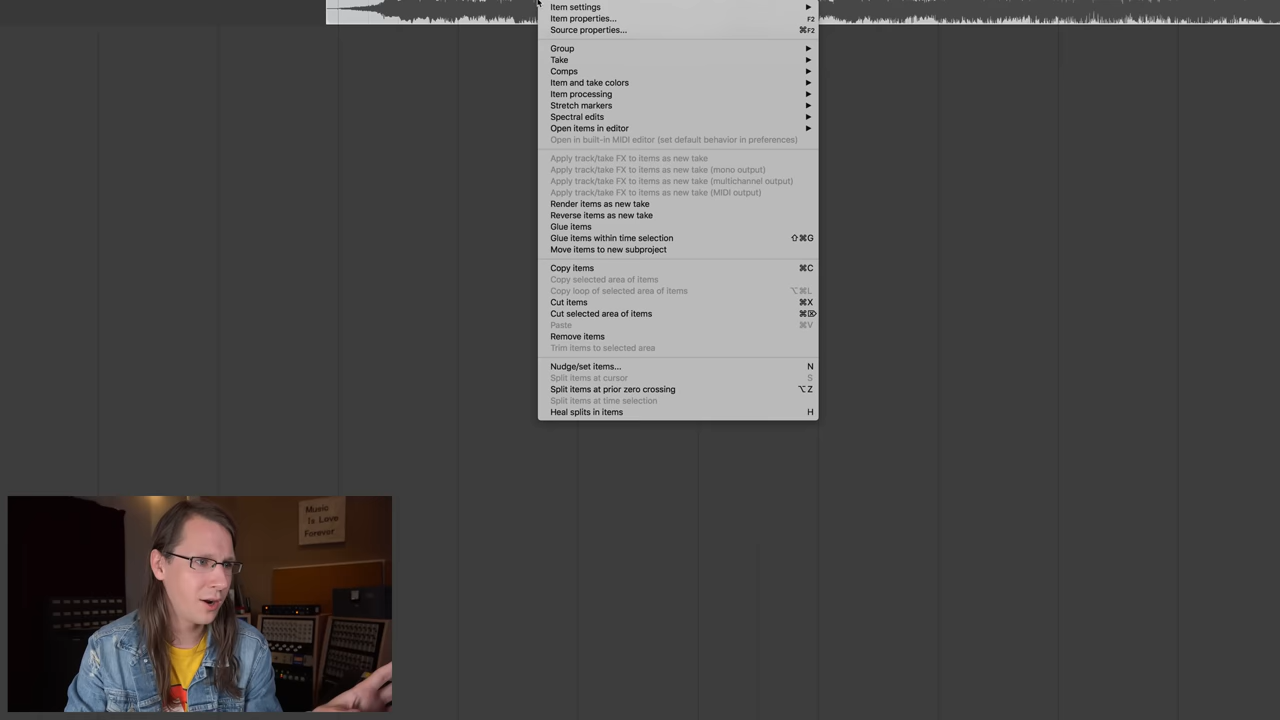 Item settings
Item properties... F2
Source properties... ⌘F2
Group
Take
Comps
Item and take colors
Item processing
Stretch markers
Spectral edits
Open items in editor
Open in built-in MIDI editor (set default behavior in preferences)
Apply track/take FX to items as new take
Apply track/take FX to items as new take (mono output)
Apply track/take FX to items as new take (multichannel output)
Apply track/take FX to items as new take (MIDI output)
Render items as new take
Reverse items as new take
Glue items
Glue items within time selection ⇧⌘G
Move items to new subproject
Copy items ⌘C
Copy selected area of items
Copy loop of selected area of items ⌥⌘L
Cut items ⌘X
Cut selected area of items ⌘⌦
Paste ⌘V
Remove items
Trim items to selected area
Nudge/set items... N
Split items at cursor S
Split items at prior zero crossing ⌥Z
Split items at time selection
Heal splits in items H
Music
Is Love
Forever